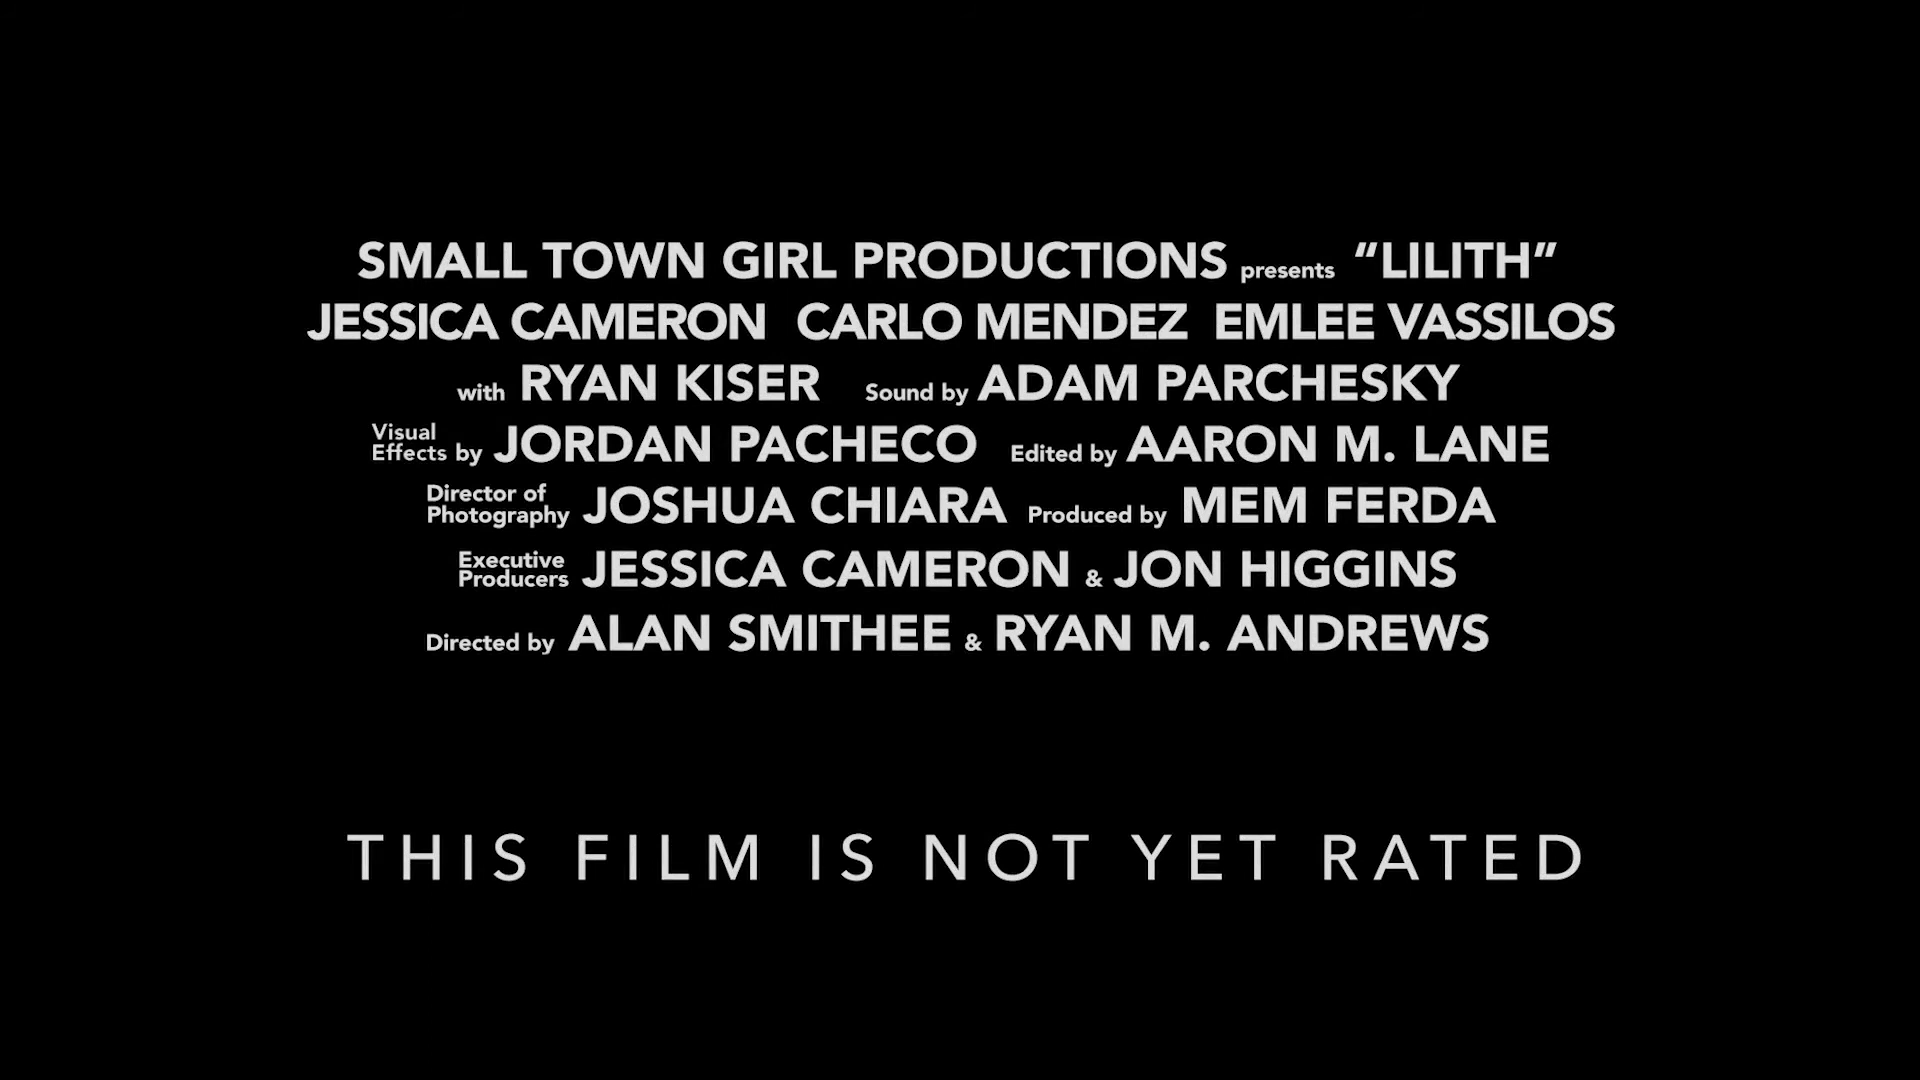 SMALL TOWN GIRL PRODUCTIONS presents “LILITH”
JESSICA CAMERON CARLO MENDEZ EMLEE VASSILOS
with RYAN KISER Sound by ADAM PARCHESKY
Visual Effects by JORDAN PACHECO Edited by AARON M. LANE
Director of Photography JOSHUA CHIARA Produced by MEM FERDA
Executive Producers JESSICA CAMERON & JON HIGGINS
Directed by ALAN SMITHEE & RYAN M. ANDREWS
THIS FILM IS NOT YET RATED